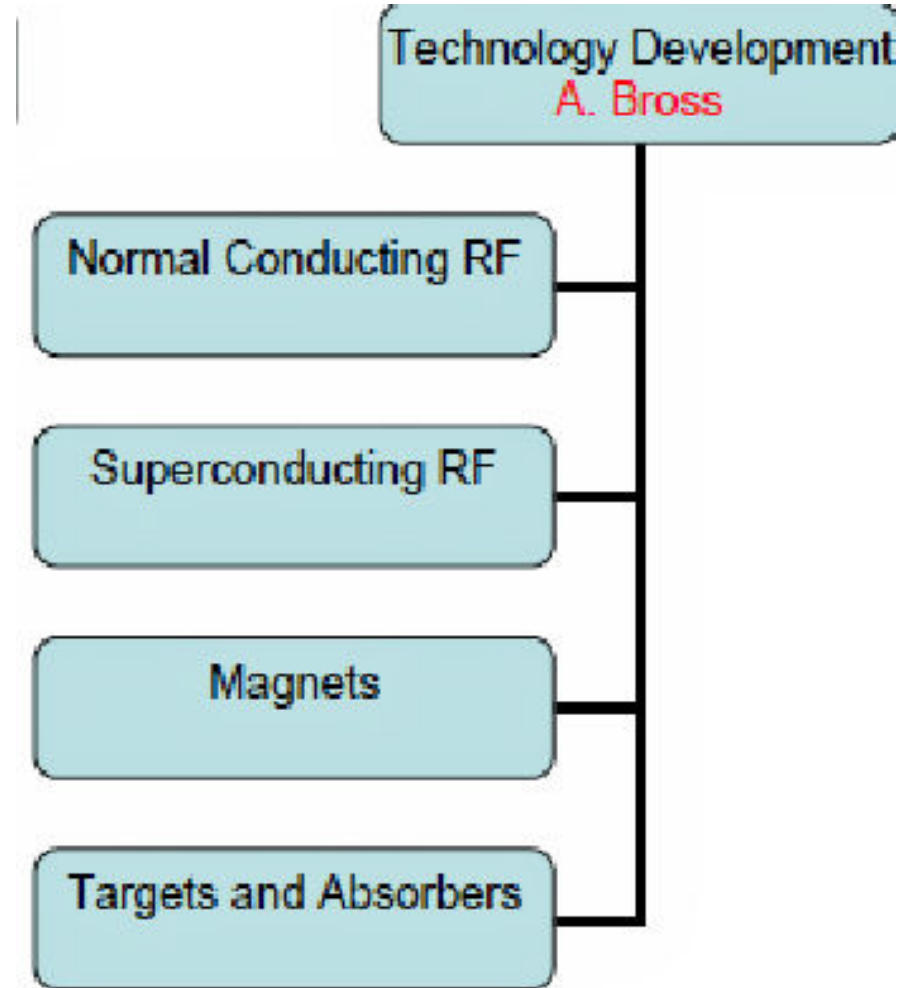 Technology Development
A. Bross
Normal Conducting RF
Superconducting RF
Magnets
Targets and Absorbers